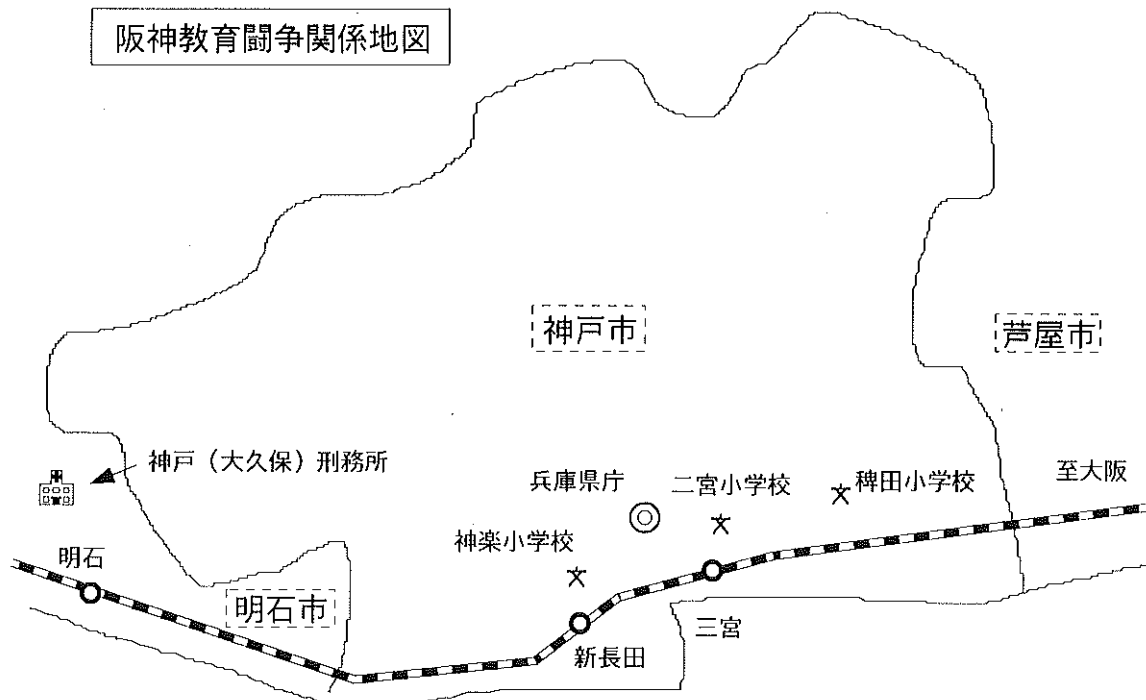 阪神教育闘争関係地図
神戸市
芦屋市
神戸（大久保）刑務所
兵庫県庁
二宮小学校
稗田小学校
至大阪
神楽小学校
明石
明石市
新長田
三宮